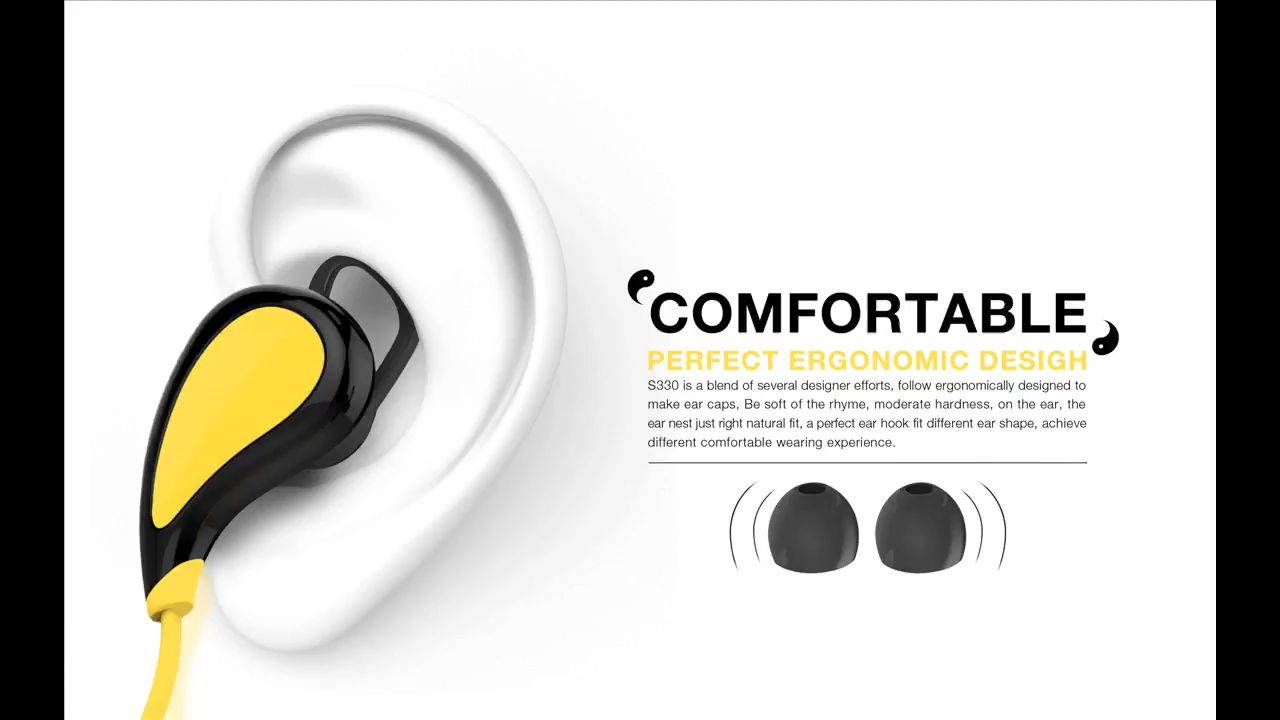 COMFORTABLE
PERFECT ERGONOMIC DESIGH
S330 is a blend of several designer efforts, follow ergonomically designed to
make ear caps, Be soft of the rhyme, moderate hardness, on the ear, the
ear nest just right natural fit, a perfect ear hook fit different ear shape, achieve
different comfortable wearing experience.